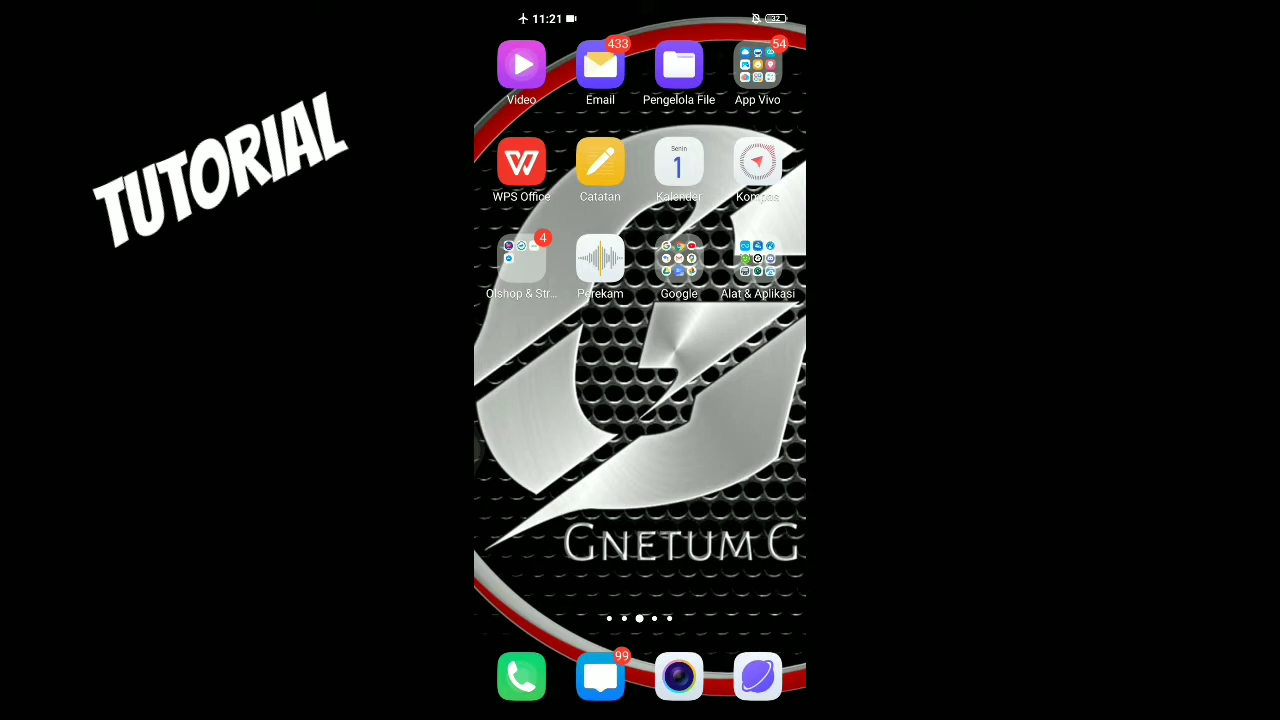 TUTORIAL
11:21
32
433
54
Video
Email
Pengelola File
App Vivo
Senin
1
WPS Office
Catatan
Kalender
Kompas
4
Olshop & Str...
Perekam
Google
Alat & Aplikasi
GNETUM G
99